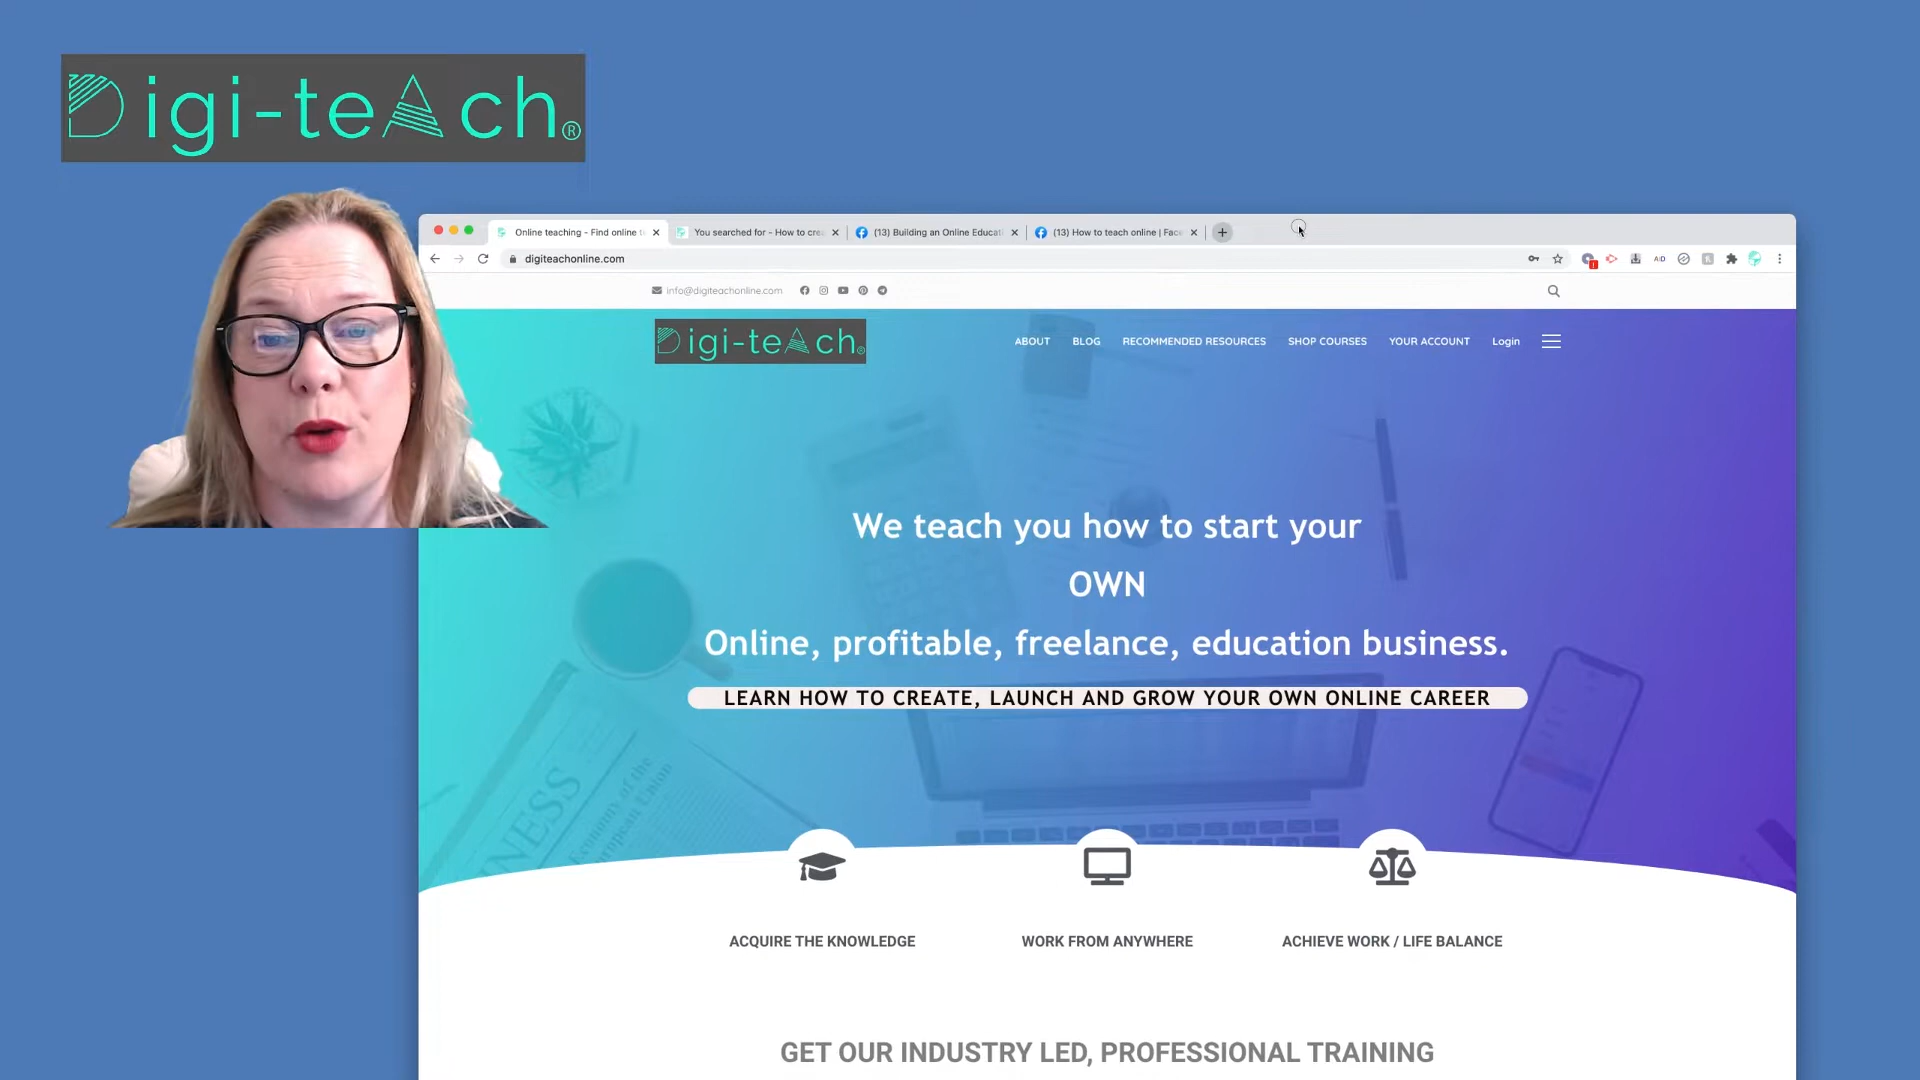 Digi-teAch®
Online teaching - Find online t
You searched for - How to crea
(13) Building an Online Educati
(13) How to teach online | Face
digiteachonline.com
info@digiteachonline.com
Digi-teAch®
ABOUT
BLOG
RECOMMENDED RESOURCES
SHOP COURSES
YOUR ACCOUNT
Login
We teach you how to start your
OWN
Online, profitable, freelance, education business.
LEARN HOW TO CREATE, LAUNCH AND GROW YOUR OWN ONLINE CAREER
ACQUIRE THE KNOWLEDGE
WORK FROM ANYWHERE
ACHIEVE WORK / LIFE BALANCE
GET OUR INDUSTRY LED, PROFESSIONAL TRAINING